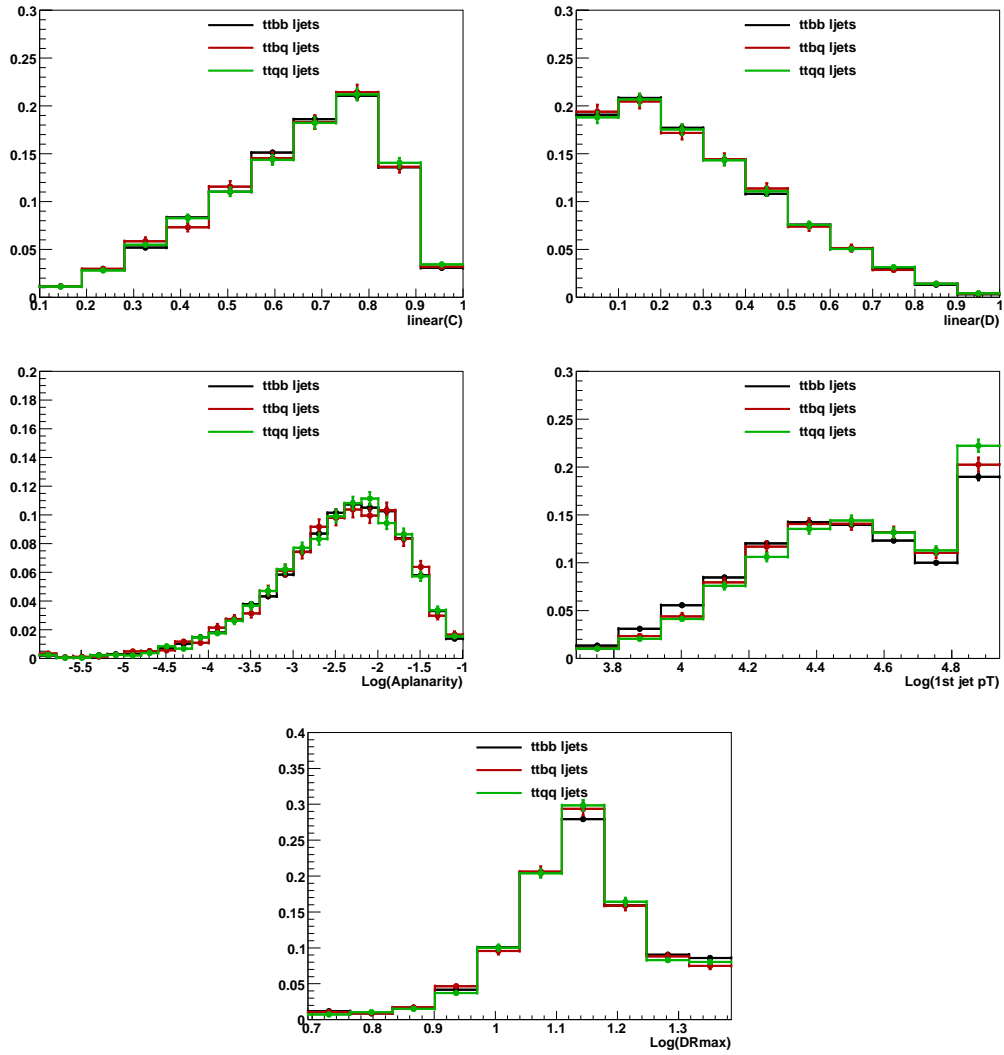 0.3
ttbb ljets
ttbq ljets
0.25
ttqq ljets
0.2
0.15
0.1
0.05
0
0.1 0.2 0.3 0.4 0.5 0.6 0.7 0.8 0.9 1
linear(C)
0.3
ttbb ljets
ttbq ljets
0.25
ttqq ljets
0.2
0.15
0.1
0.05
0
0.1 0.2 0.3 0.4 0.5 0.6 0.7 0.8 0.9 1
linear(D)
0.2
ttbb ljets
0.18
ttbq ljets
0.16
ttqq ljets
0.14
0.12
0.1
0.08
0.06
0.04
0.02
0
-5.5 -5 -4.5 -4 -3.5 -3 -2.5 -2 -1.5 -1
Log(Aplanarity)
0.3
ttbb ljets
ttbq ljets
0.25
ttqq ljets
0.2
0.15
0.1
0.05
0
3.8 4 4.2 4.4 4.6 4.8
Log(1st jet pT)
0.4
ttbb ljets
0.35
ttbq ljets
ttqq ljets
0.3
0.25
0.2
0.15
0.1
0.05
0
0.7 0.8 0.9 1 1.1 1.2 1.3
Log(DRmax)